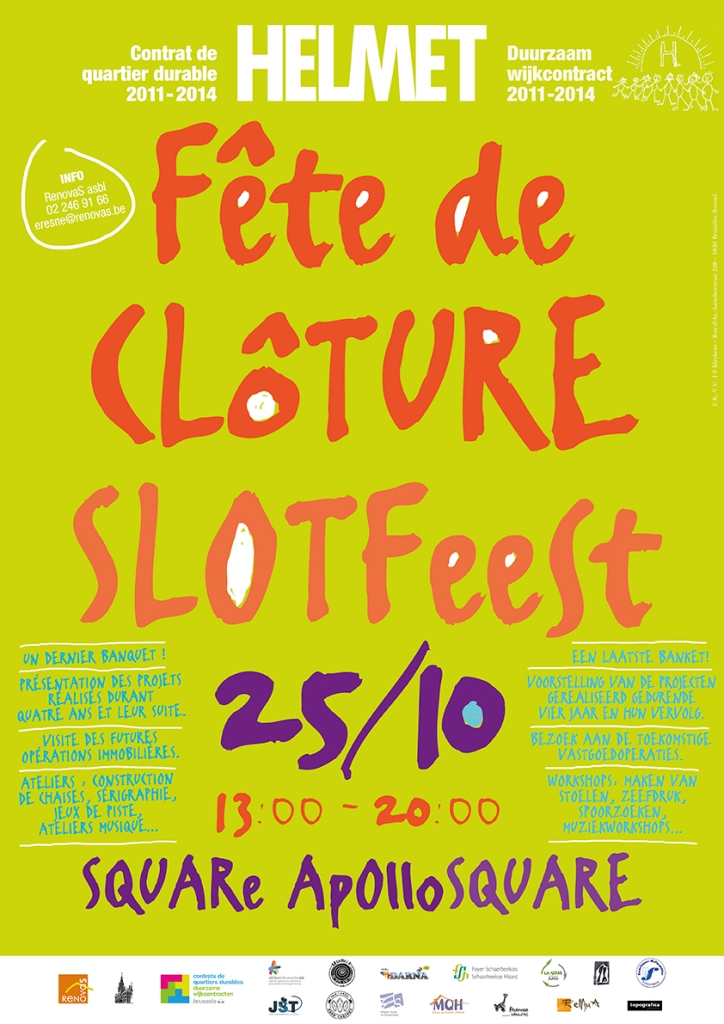 Contrat de
quartier durable
2011-2014
HELMET
Duurzaam
wijkcontract
2011-2014
H
INFO
RenovaS asbl
02 246 91 66
eresne@renovas.be
Fête de
CLÔTURE
SLOTFeeSt
UN DERNIER BANQUET !
PRÉSENTATION DES PROJETS
RÉALISÉS DURANT
QUATRE ANS ET LEUR SUITE.
VISITE DES FUTURES
OPÉRATIONS IMMOBILIÈRES.
ATELIERS : CONSTRUCTION
DE CHAISES, SÉRIGRAPHIE,
JEUX DE PISTE,
ATELIERS MUSIQUE...
25/10
13:00 - 20:00
EEN LAATSTE BANKET!
VOORSTELLING VAN DE PROJECTEN
GEREALISEERD GEDURENDE
VIER JAAR EN HUN VERVOLG.
BEZOEK AAN DE TOEKOMSTIGE
VASTGOEDOPERATIES.
WORKSHOPS: MAKEN VAN
STOELEN, ZEEFDRUK,
SPOORZOEKEN,
MUZIEKWORKSHOPS...
SQUARe ApOlloSQUARE
RenovaS
contrats de
quartiers durables
duurzame
wijkcontracten
.brussels
JST
DARNA
MQH
Foyer Schaerbeekois
Schaarbeekse Haard
ReMuA
topografica